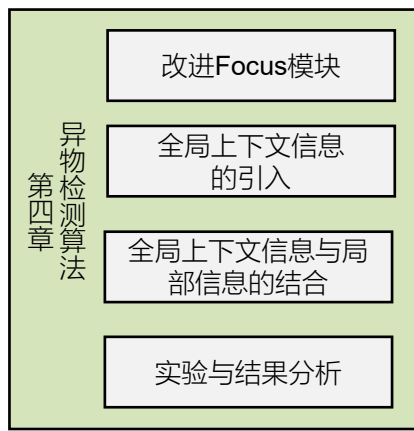 第四章
异物检测算法
改进Focus模块
全局上下文信息
的引入
全局上下文信息与局
部信息的结合
实验与结果分析